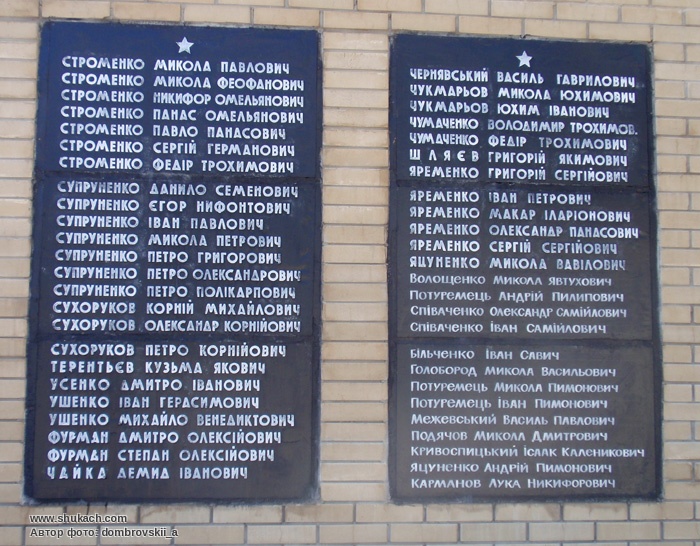 СТРОМЕНКО МИКОЛА ПАВЛОВИЧ
СТРОМЕНКО МИКОЛА ФЕОФАНОВИЧ
СТРОМЕНКО НИКИФОР ОМЕЛЬЯНОВИЧ
СТРОМЕНКО ПАНАС ОМЕЛЬЯНОВИЧ
СТРОМЕНКО ПАВЛО ПАНАСОВИЧ
СТРОМЕНКО СЕРГІЙ ГЕРМАНОВИЧ
СТРОМЕНКО ФЕДІР ТРОХИМОВИЧ
СУПРУНЕНКО ДАНИЛО СЕМЕНОВИЧ
СУПРУНЕНКО ЄГОР НИФОНТОВИЧ
СУПРУНЕНКО ІВАН ПАВЛОВИЧ
СУПРУНЕНКО МИКОЛА ПЕТРОВИЧ
СУПРУНЕНКО ПЕТРО ГРИГОРОВИЧ
СУПРУНЕНКО ПЕТРО ОЛЕКСАНДРОВИЧ
СУПРУНЕНКО ПЕТРО ПОЛІКАРПОВИЧ
СУХОРУКОВ КОРНІЙ МИХАЙЛОВИЧ
СУХОРУКОВ ОЛЕКСАНДР КОРНІЙОВИЧ
СУХОРУКОВ ПЕТРО КОРНІЙОВИЧ
ТЕРЕНТЬЄВ КУЗЬМА ЯКОВИЧ
УСЕНКО ДМИТРО ІВАНОВИЧ
УШЕНКО ІВАН ГЕРАСИМОВИЧ
УШЕНКО МИХАЙЛО ВЕНЕДИКТОВИЧ
ФУРМАН ДМИТРО ОЛЕКСІЙОВИЧ
ФУРМАН СТЕПАН ОЛЕКСІЙОВИЧ
ЧАЙКА ДЕМИД ІВАНОВИЧ
ЧЕРНЯВСЬКИЙ ВАСИЛЬ ГАВРИЛОВИЧ
ЧУКМАРЬОВ МИКОЛА ЮХИМОВИЧ
ЧУКМАРЬОВ ЮХИМ ІВАНОВИЧ
ЧУМАЧЕНКО ВОЛОДИМИР ТРОХИМОВ.
ЧУМАЧЕНКО ФЕДІР ТРОХИМОВИЧ
ШЛЯЄВ ГРИГОРІЙ ЯКИМОВИЧ
ЯРЕМЕНКО ГРИГОРІЙ СЕРГІЙОВИЧ
ЯРЕМЕНКО ІВАН ПЕТРОВИЧ
ЯРЕМЕНКО МАКАР ІЛАРІОНОВИЧ
ЯРЕМЕНКО ОЛЕКСАНДР ПАНАСОВИЧ
ЯРЕМЕНКО СЕРГІЙ СЕРГІЙОВИЧ
ЯЦУНЕНКО МИКОЛА ВАВІЛОВИЧ
ВОЛОЩЕНКО МИКОЛА ЯВТУХОВИЧ
ПОТУРЕМЕЦЬ АНДРІЙ ПИЛИПОВИЧ
СПІВАЧЕНКО ОЛЕКСАНДР САМІЙЛОВИЧ
СПІВАЧЕНКО ІВАН САМІЙЛОВИЧ
БІЛЬЧЕНКО ІВАН САВИЧ
ГОЛОБОРОД МИКОЛА ВАСИЛЬОВИЧ
ПОТУРЕМЕЦЬ МИКОЛА ПИМОНОВИЧ
ПОТУРЕМЕЦЬ ІВАН ПИМОНОВИЧ
МЕЖЕВСЬКИЙ ВАСИЛЬ ПАВЛОВИЧ
ПОДЯЧОВ МИКОЛА ДМИТРОВИЧ
КРИВОСПИЦЬКИЙ ІСААК КАЛЕНИКОВИЧ
ЯЦУНЕНКО АНДРІЙ ПИМОНОВИЧ
КАРМАНОВ ЛУКА НИКИФОРОВИЧ
www.shukach.com
Автор фото: dombrovskii_a